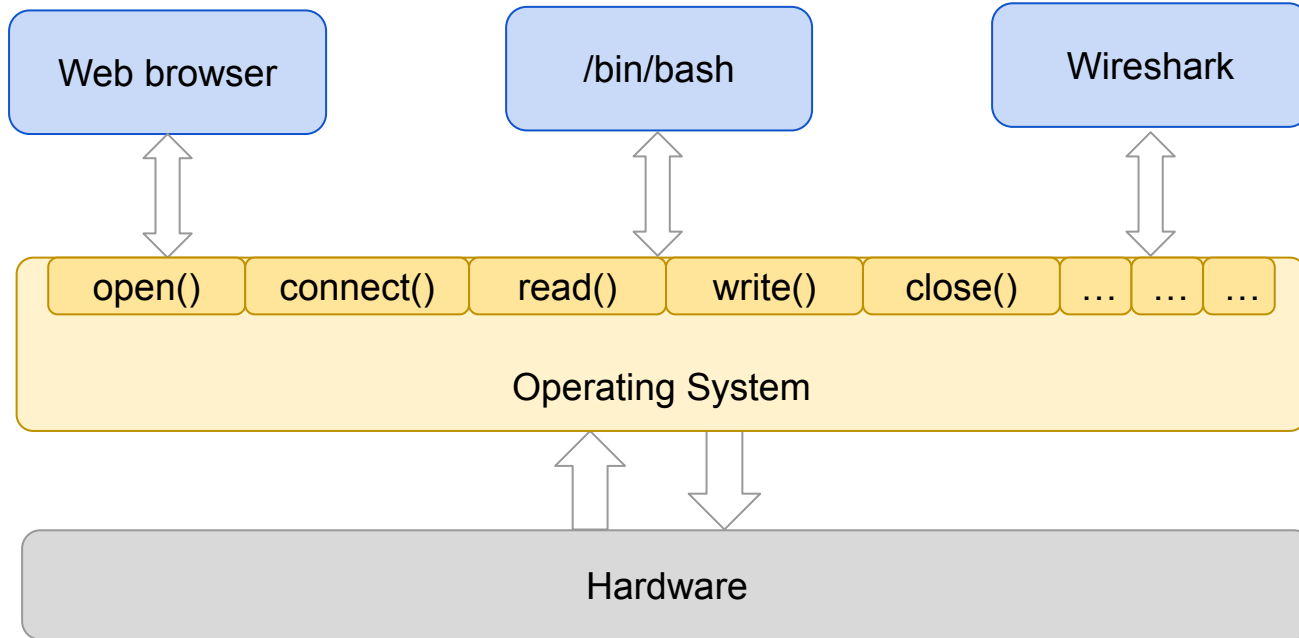 Web browser
/bin/bash
Wireshark
open()
connect()
read()
write()
close()
…
…
…
Operating System
Hardware